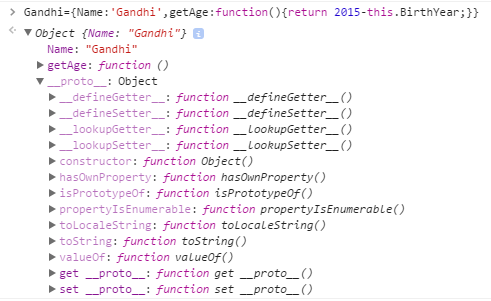 > Gandhi={Name:'Gandhi',getAge:function(){return 2015-this.BirthYear;}}
<· ▼ Object {Name: "Gandhi"} i
Name: "Gandhi"
▶ getAge: function ()
▼ __proto__: Object
▶ __defineGetter__: function __defineGetter__()
▶ __defineSetter__: function __defineSetter__()
▶ __lookupGetter__: function __lookupGetter__()
▶ __lookupSetter__: function __lookupSetter__()
▶ constructor: function Object()
▶ hasOwnProperty: function hasOwnProperty()
▶ isPrototypeOf: function isPrototypeOf()
▶ propertyIsEnumerable: function propertyIsEnumerable()
▶ toLocaleString: function toLocaleString()
▶ toString: function toString()
▶ valueOf: function valueOf()
▶ get __proto__: function get __proto__()
▶ set __proto__: function set __proto__()